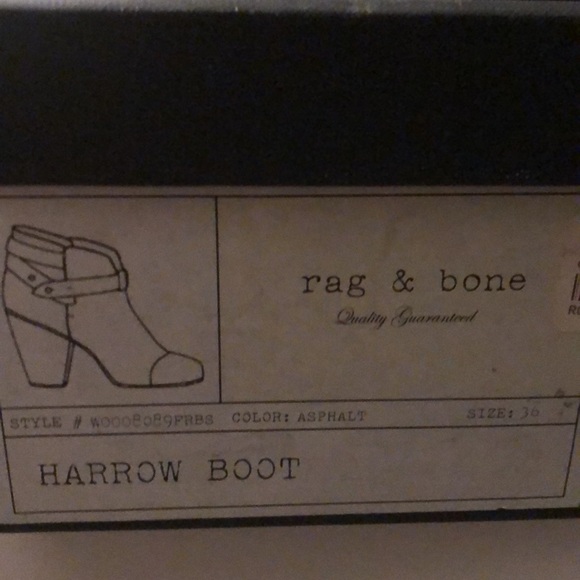 rag & bone
Quality Guaranteed
STYLE # W0008089FRBS COLOR: ASPHALT SIZE: 36
HARROW BOOT